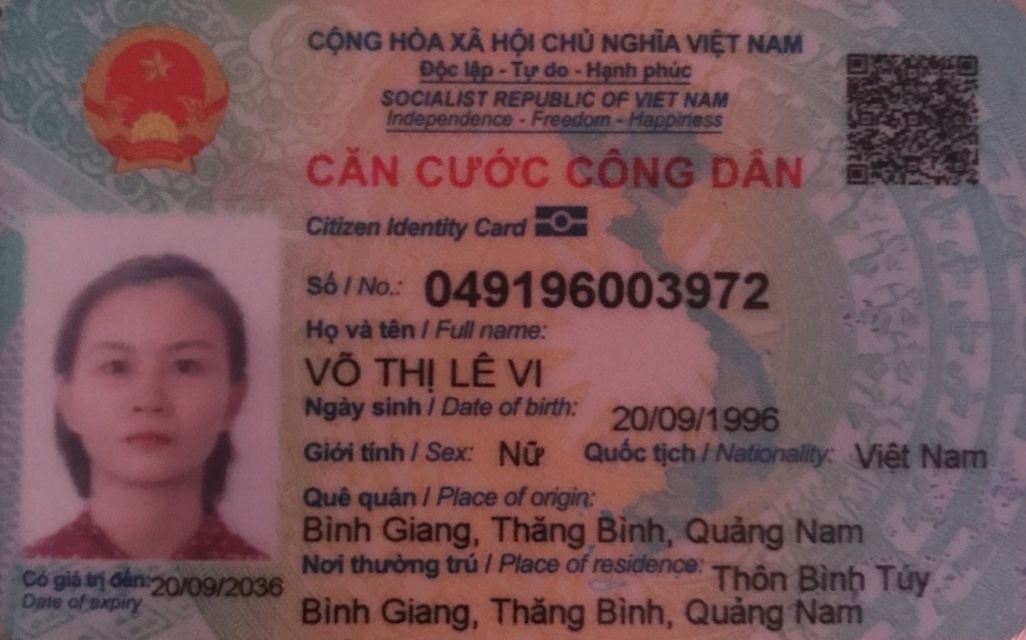 CỘNG HÒA XÃ HỘI CHỦ NGHĨA VIỆT NAM
Độc lập - Tự do - Hạnh phúc
SOCIALIST REPUBLIC OF VIET NAM
Independence - Freedom - Happiness
CĂN CƯỚC CÔNG DÂN
Citizen Identity Card
Số / No.: 049196003972
Họ và tên / Full name:
VÕ THỊ LÊ VI
Ngày sinh / Date of birth: 20/09/1996
Giới tính / Sex: Nữ Quốc tịch / Nationality: Việt Nam
Quê quán / Place of origin:
Bình Giang, Thăng Bình, Quảng Nam
Nơi thường trú / Place of residence: Thôn Bình Túy
Bình Giang, Thăng Bình, Quảng Nam
Có giá trị đến: 20/09/2036
Date of expiry